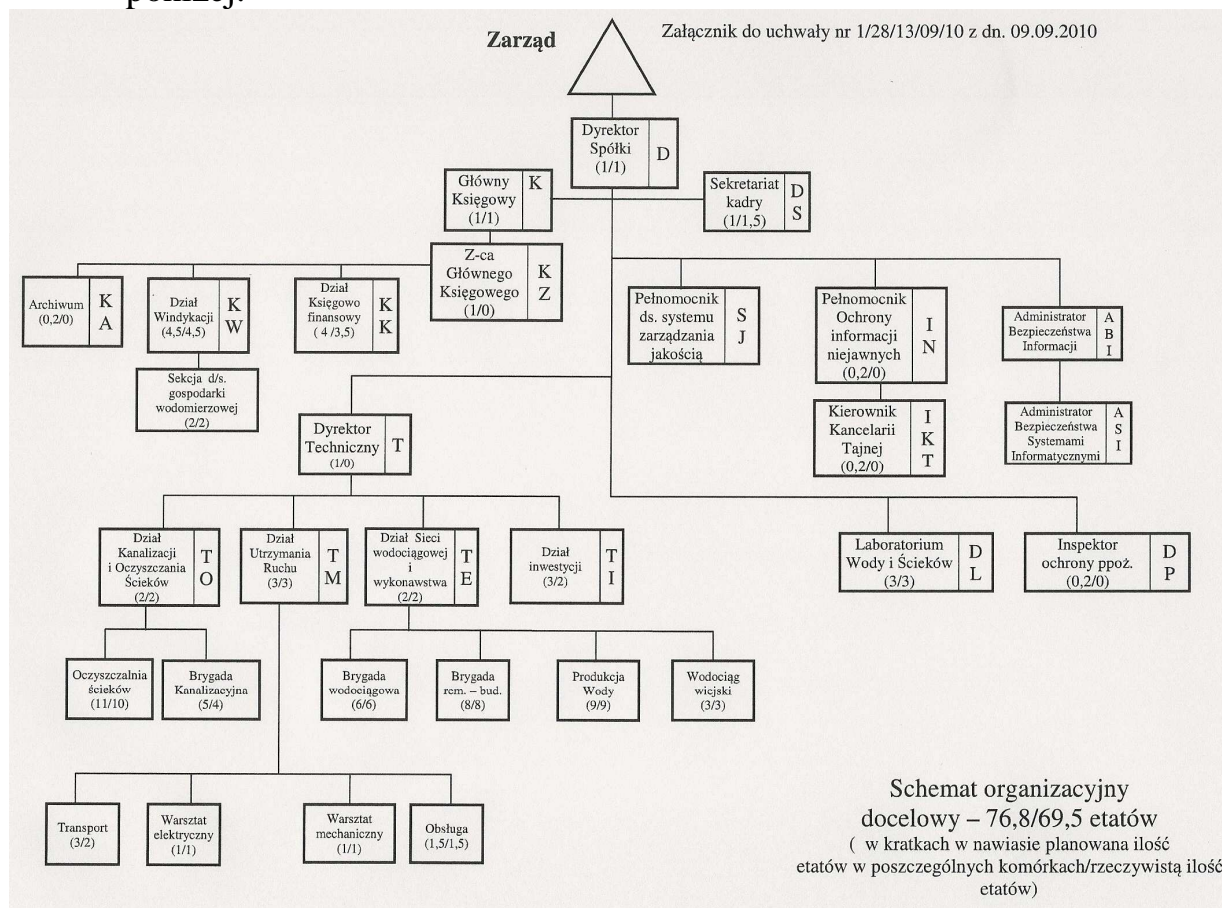 poniżej.
Zarząd
Załącznik do uchwały nr 1/28/13/09/10 z dn. 09.09.2010
Dyrektor
Spółki
(1/1)
D
Główny
Księgowy
(1/1)
K
Sekretariat
kadry
(1/1,5)
D
S
Z-ca
Głównego
Księgowego
(1/0)
K
Z
Archiwum
(0,2/0)
K
A
Dział
Windykacji
(4,5/4,5)
K
W
Dział
Księgowo
finansowy
( 4 /3,5)
K
K
Pełnomocnik
ds. systemu
zarządzania
jakością
S
J
Pełnomocnik
Ochrony
informacji
niejawnych
(0,2/0)
I
N
Administrator
Bezpieczeństwa
Informacji
A
B
I
Sekcja d/s.
gospodarki
wodomierzowej
(2/2)
Kierownik
Kancelarii
Tajnej
(0,2/0)
I
K
T
Administrator
Bezpieczeństwa
Systemami
Informatycznymi
A
S
I
Dyrektor
Techniczny
(1/0)
T
Dział
Kanalizacji
i Oczyszczania
Ścieków
(2/2)
T
O
Dział
Utrzymania
Ruchu
(3/3)
T
M
Dział Sieci
wodociągowej
i
wykonawstwa
(2/2)
T
E
Dział
inwestycji
(3/2)
T
I
Laboratorium
Wody i Ścieków
(3/3)
D
L
Inspektor
ochrony ppoż.
(0,2/0)
D
P
Oczyszczalnia
ścieków
(11/10)
Brygada
Kanalizacyjna
(5/4)
Brygada
wodociągowa
(6/6)
Brygada
rem. – bud.
(8/8)
Produkcja
Wody
(9/9)
Wodociąg
wiejski
(3/3)
Transport
(3/2)
Warsztat
elektryczny
(1/1)
Warsztat
mechaniczny
(1/1)
Obsługa
(1,5/1,5)
Schemat organizacyjny
docelowy – 76,8/69,5 etatów
( w kratkach w nawiasie planowana ilość
etatów w poszczególnych komórkach/rzeczywistą ilość
etatów)